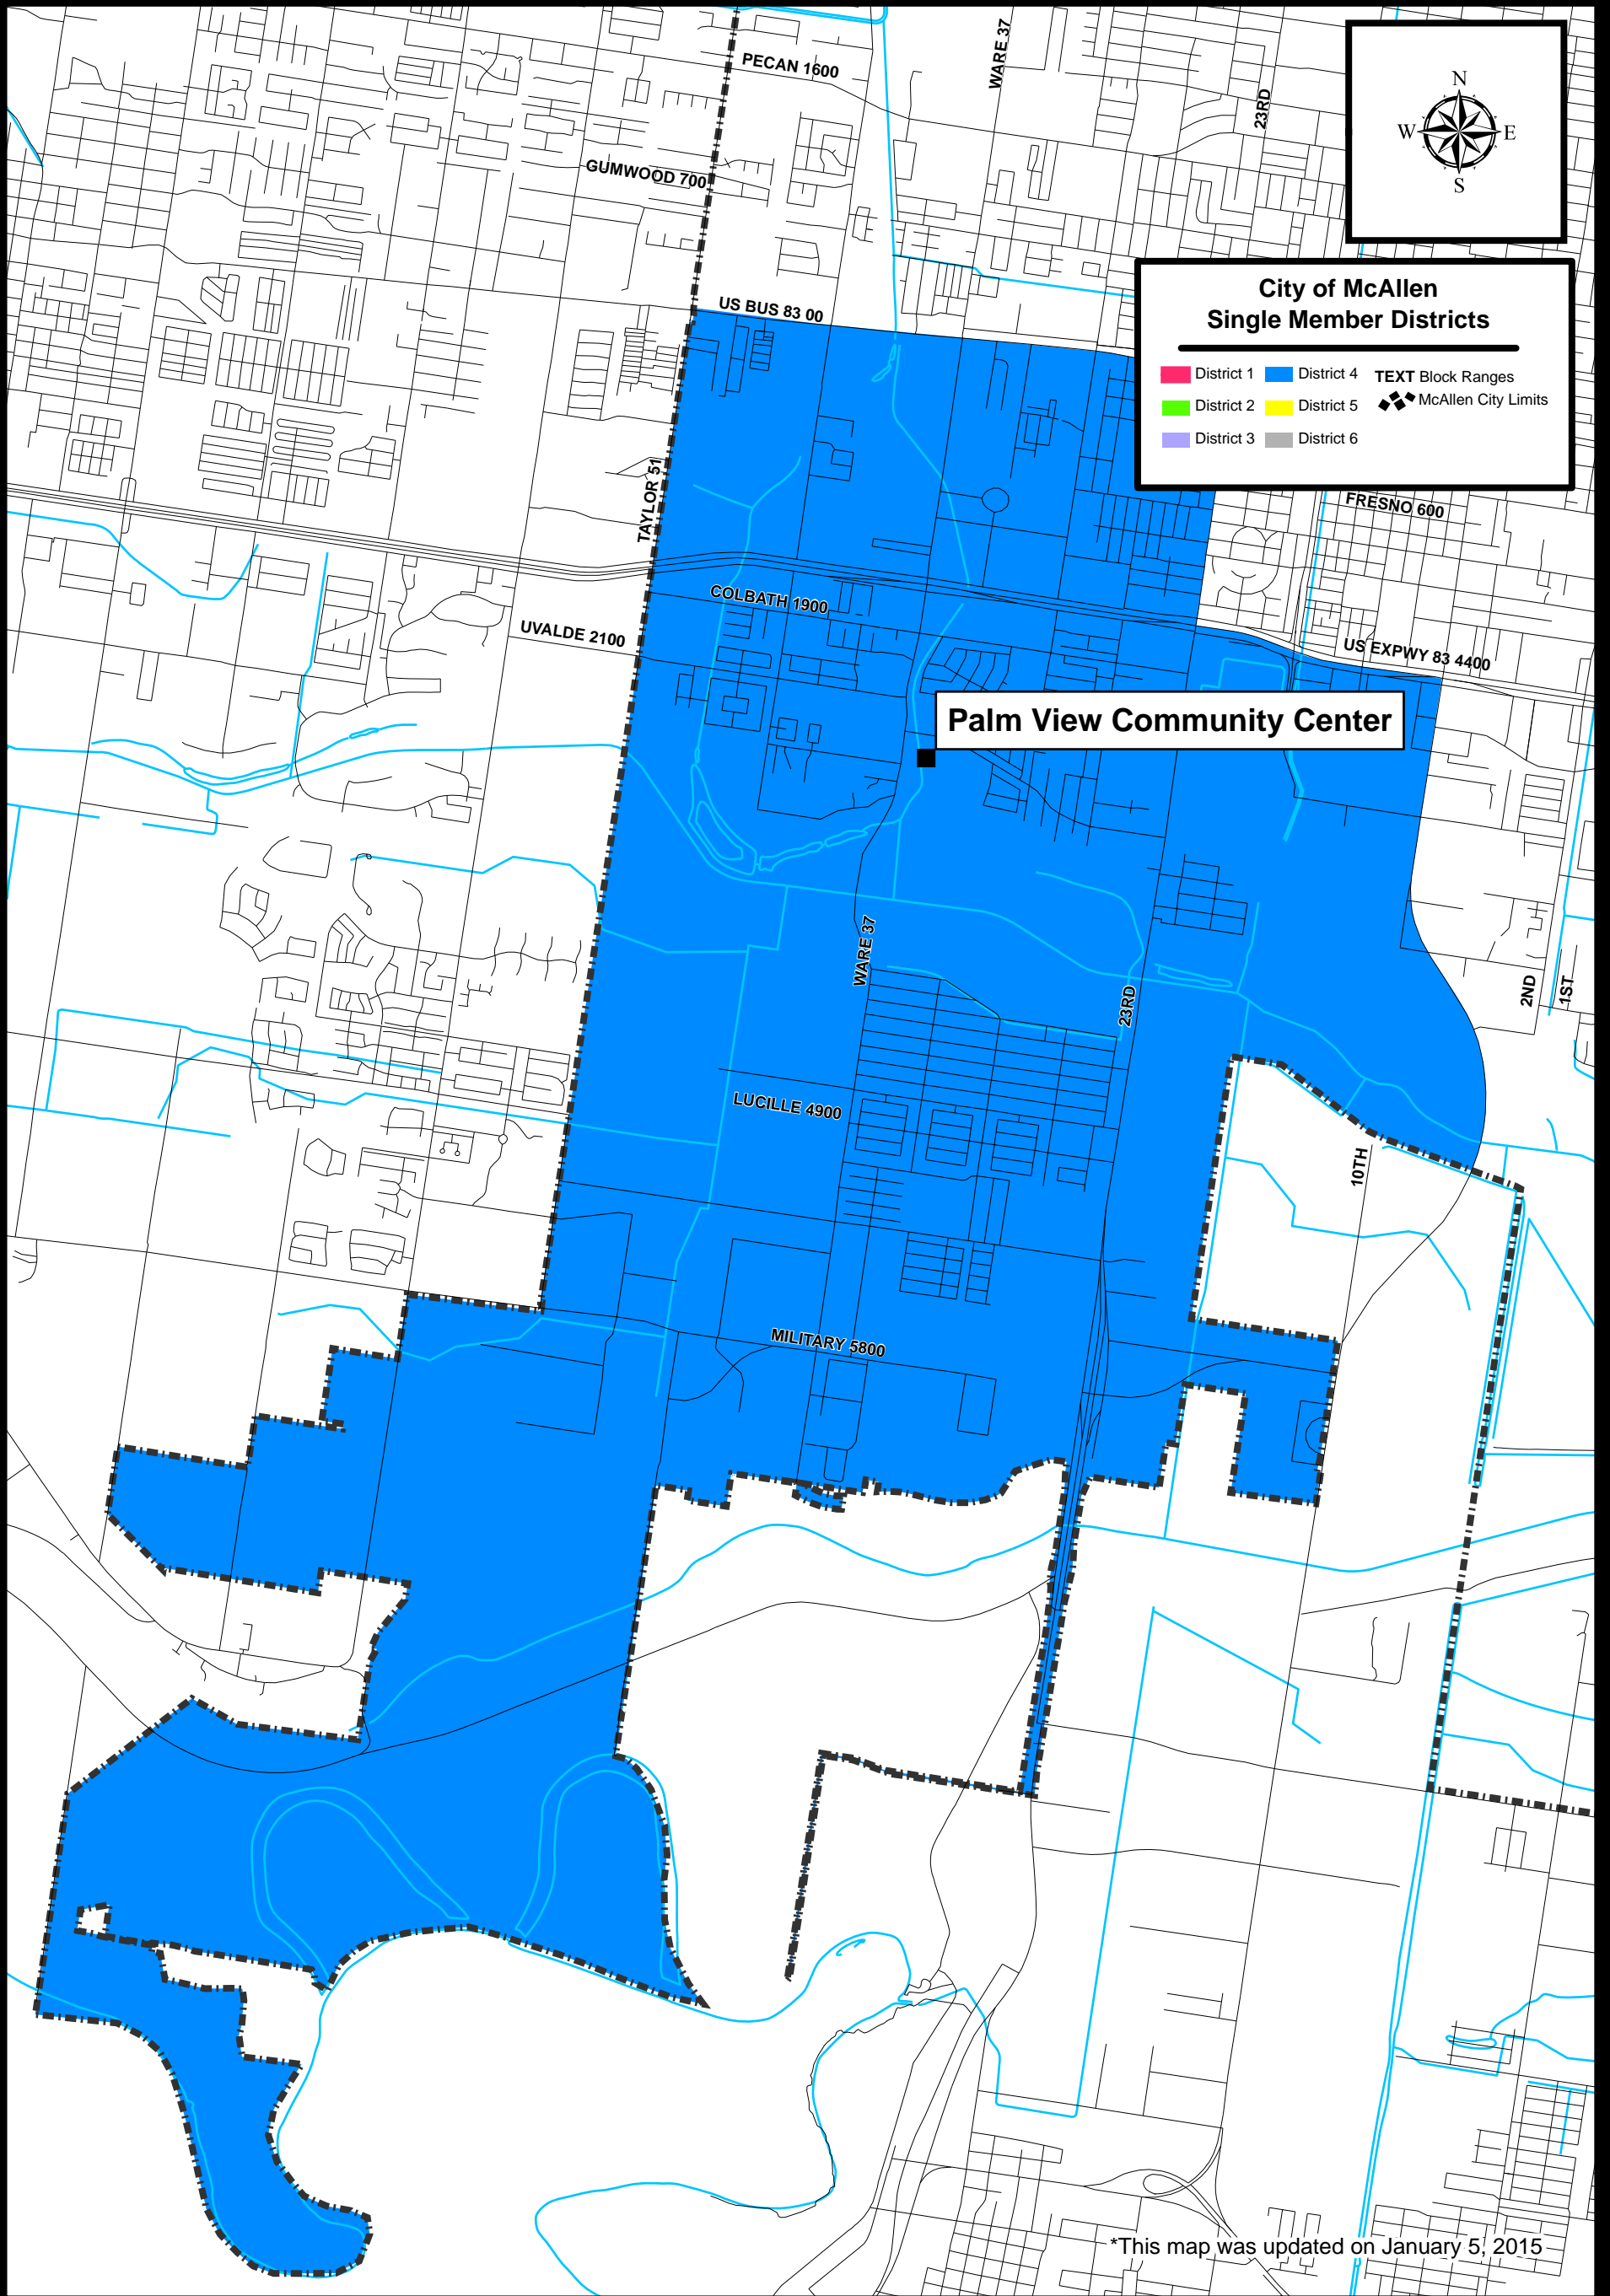 PECAN 1600
WARE 37
23RD
N
W E
S
GUMWOOD 700
City of McAllen
Single Member Districts
District 1 District 4 TEXT Block Ranges
District 2 District 5 McAllen City Limits
District 3 District 6
US BUS 83 00
TAYLOR 51
FRESNO 600
COLBATH 1900
UVALDE 2100
US EXPWY 83 4400
Palm View Community Center
WARE 37
23RD
2ND
1ST
LUCILLE 4900
10TH
MILITARY 5800
*This map was updated on January 5, 2015